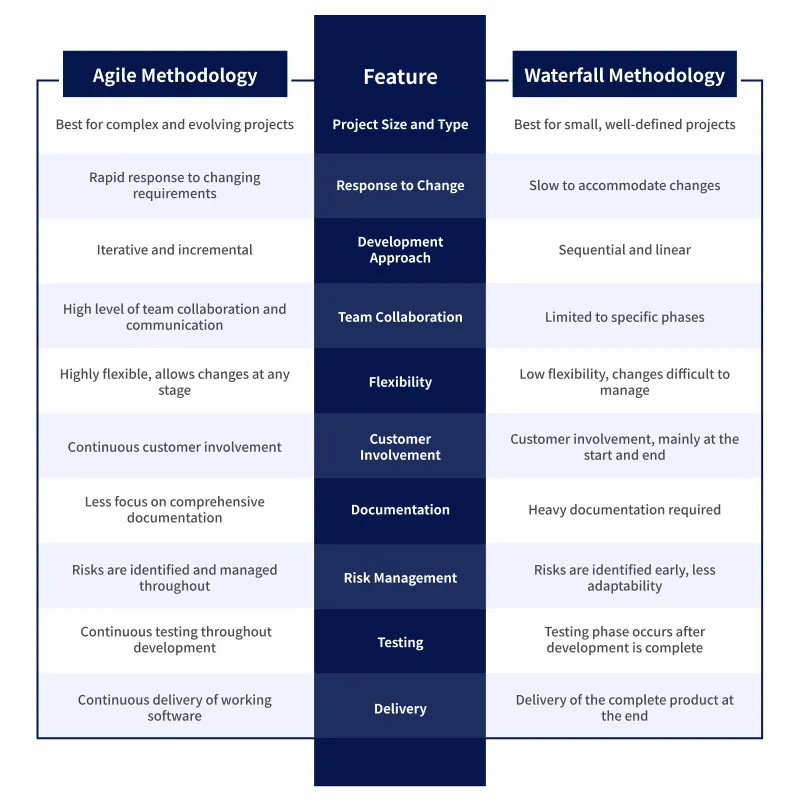 Agile Methodology
Feature
Waterfall Methodology
Best for complex and evolving projects
Project Size and Type
Best for small, well-defined projects
Rapid response to changing
requirements
Response to Change
Slow to accommodate changes
Iterative and incremental
Development
Approach
Sequential and linear
High level of team collaboration and
communication
Team Collaboration
Limited to specific phases
Highly flexible, allows changes at any
stage
Flexibility
Low flexibility, changes difficult to
manage
Continuous customer involvement
Customer
Involvement
Customer involvement, mainly at the
start and end
Less focus on comprehensive
documentation
Documentation
Heavy documentation required
Risks are identified and managed
throughout
Risk Management
Risks are identified early, less
adaptability
Continuous testing throughout
development
Testing
Testing phase occurs after
development is complete
Continuous delivery of working
software
Delivery
Delivery of the complete product at
the end